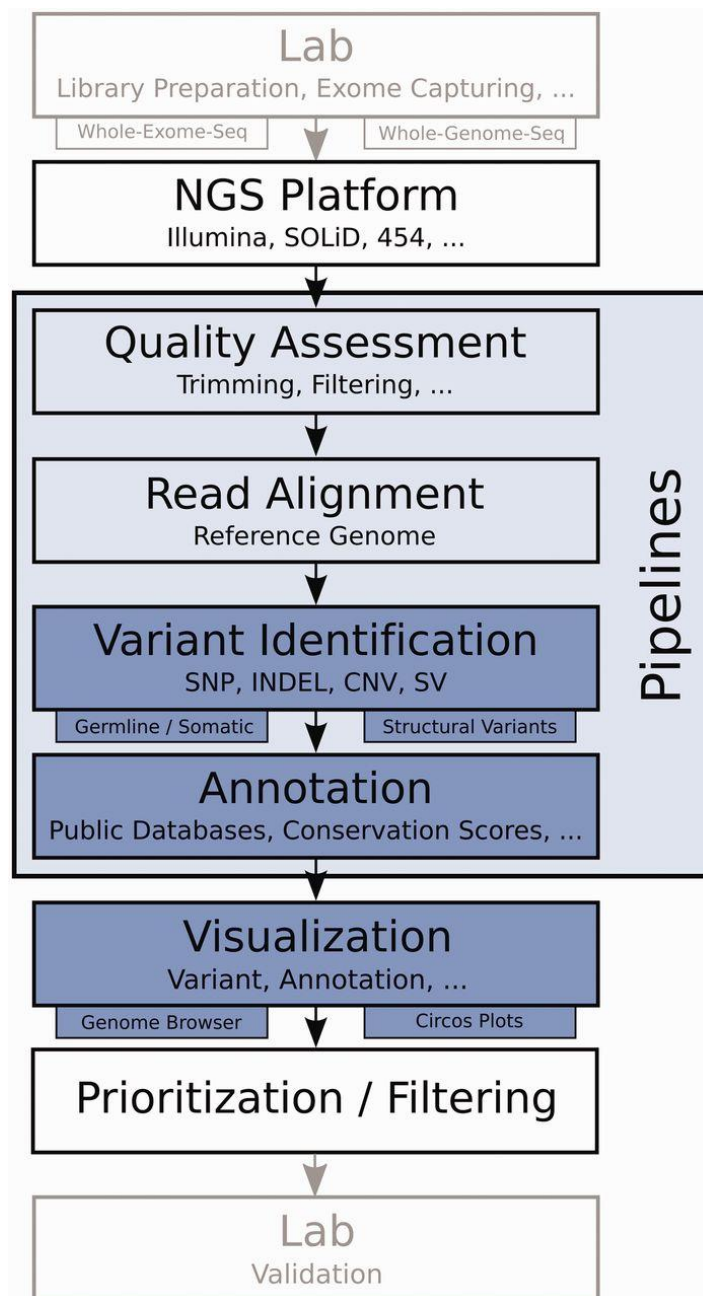 Lab
Library Preparation, Exome Capturing, ...
Whole-Exome-Seq
Whole-Genome-Seq
NGS Platform
Illumina, SOLiD, 454, ...
Quality Assessment
Trimming, Filtering, ...
Read Alignment
Reference Genome
Variant Identification
SNP, INDEL, CNV, SV
Germline / Somatic
Structural Variants
Annotation
Public Databases, Conservation Scores, ...
Pipelines
Visualization
Variant, Annotation, ...
Genome Browser
Circos Plots
Prioritization / Filtering
Lab
Validation